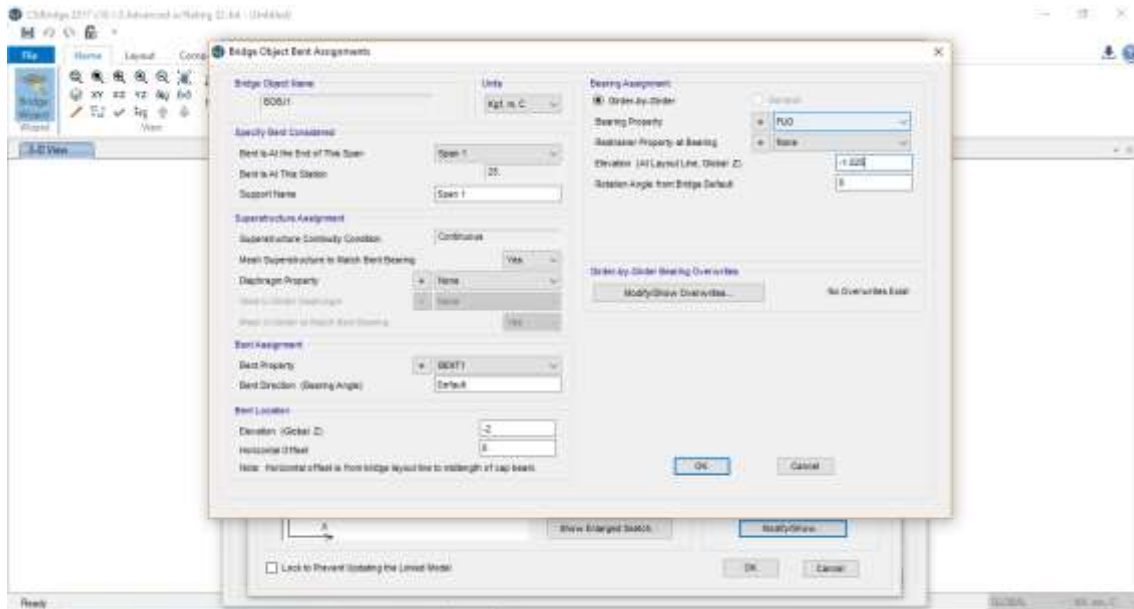 File
Home
Layout
Bridge
Wizard
Wizard
View
3-D View
Bridge Object Bent Assignments
Bridge Object Name
BOBJ1
Units
Kgf, m, C
Specify Bent Considered
Bent is At the End of This Span
Span 1
Bent is At This Station
25.
Support Name
Span 1
Superstructure Assignment
Superstructure Continuity Condition
Continuous
Mesh Superstructure to Match Bent Bearing
Yes
Diaphragm Property
+
None
None
Yes
Bent Assignment
Bent Property
+
BENT1
Bent Direction (Bearing Angle)
Default
Bent Location
Elevation (Global Z)
-2
Horizontal Offset
0
Note: Horizontal offset is from bridge layout line to midlength of cap beam.
Bearing Assignment
Girder-by-Girder
General
Bearing Property
+
FIJO
Restrainer Property at Bearing
+
None
Elevation (At Layout Line, Global Z)
Rotation Angle from Bridge Default
0
Girder-by-Girder Bearing Overwrites
Modify/Show Overwrites...
No Overwrites Exist
OK
Cancel
X
Show Enlarged Sketch
Modify/Show
Lock to Prevent Updating the Linked Model
OK
Cancel
Ready
GLOBAL